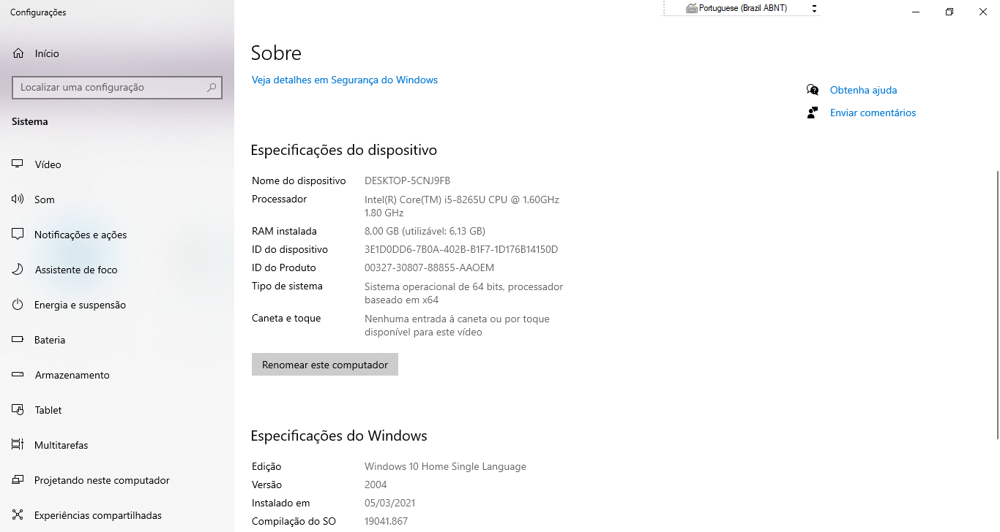 Configurações
Portuguese (Brazil ABNT)
Início
Localizar uma configuração
Sistema
Vídeo
Som
Notificações e ações
Assistente de foco
Energia e suspensão
Bateria
Armazenamento
Tablet
Multitarefas
Projetando neste computador
Experiências compartilhadas
Sobre
Veja detalhes em Segurança do Windows
Obtenha ajuda
Enviar comentários
Especificações do dispositivo
Nome do dispositivo DESKTOP-5CNJ9FB
Processador Intel(R) Core(TM) i5-8265U CPU @ 1.60GHz
1.80 GHz
RAM instalada 8,00 GB (utilizável: 6,13 GB)
ID do dispositivo 3E1D0DD6-7B0A-402B-B1F7-1D176B14150D
ID do Produto 00327-30807-88855-AAOEM
Tipo de sistema Sistema operacional de 64 bits, processador
baseado em x64
Caneta e toque Nenhuma entrada à caneta ou por toque
disponível para este vídeo
Renomear este computador
Especificações do Windows
Edição Windows 10 Home Single Language
Versão 2004
Instalado em 05/03/2021
Compilação do SO 19041.867